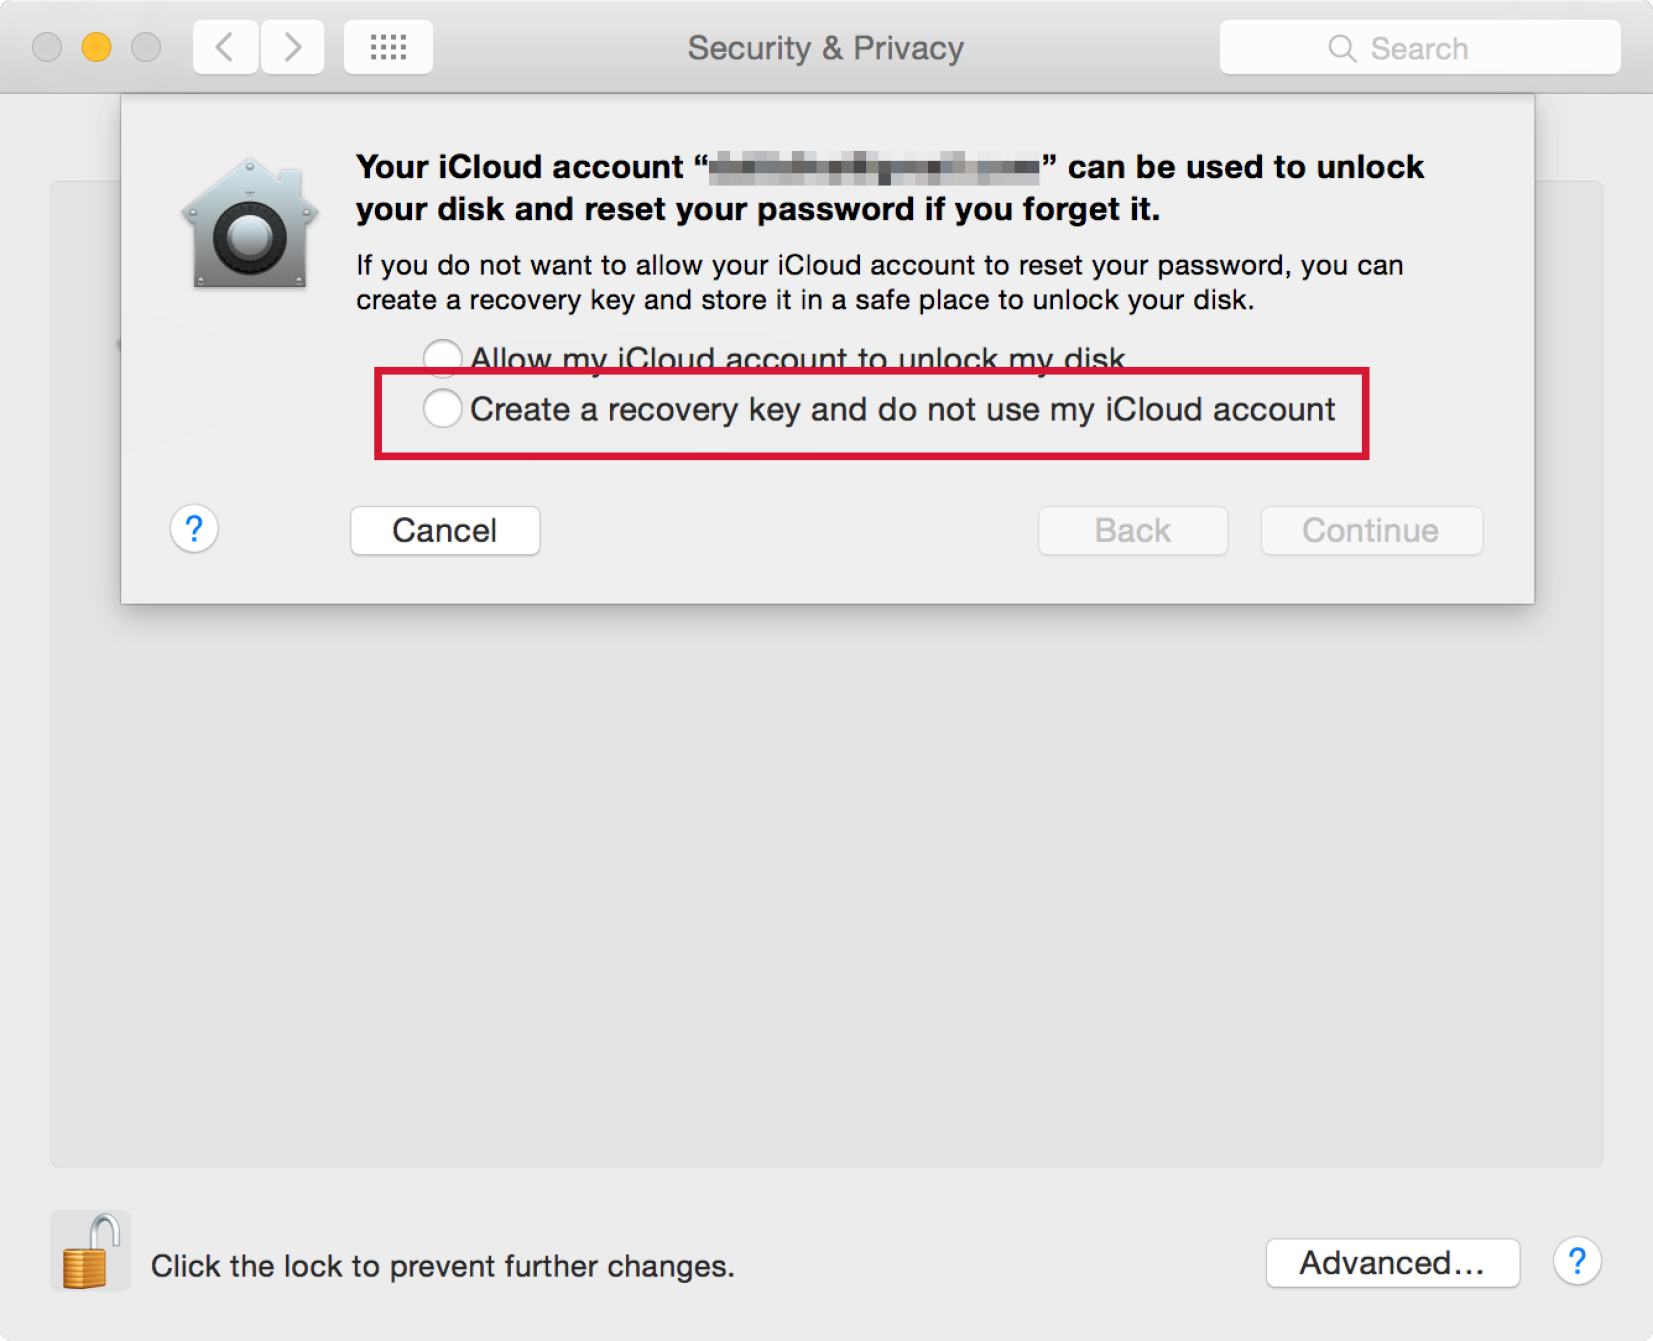 Security & Privacy
Search
Your iCloud account “ ” can be used to unlock
your disk and reset your password if you forget it.
If you do not want to allow your iCloud account to reset your password, you can
create a recovery key and store it in a safe place to unlock your disk.
Allow my iCloud account to unlock my disk
Create a recovery key and do not use my iCloud account
?
Cancel
Back
Continue
Click the lock to prevent further changes.
Advanced...
?